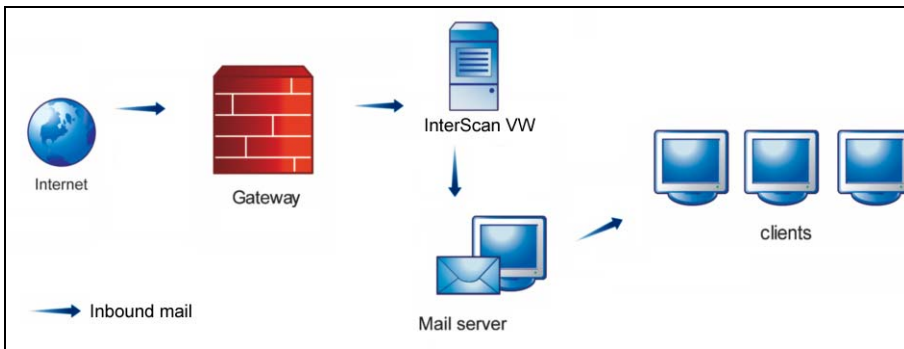 InterScan VW
Internet
Gateway
clients
Inbound mail
Mail server